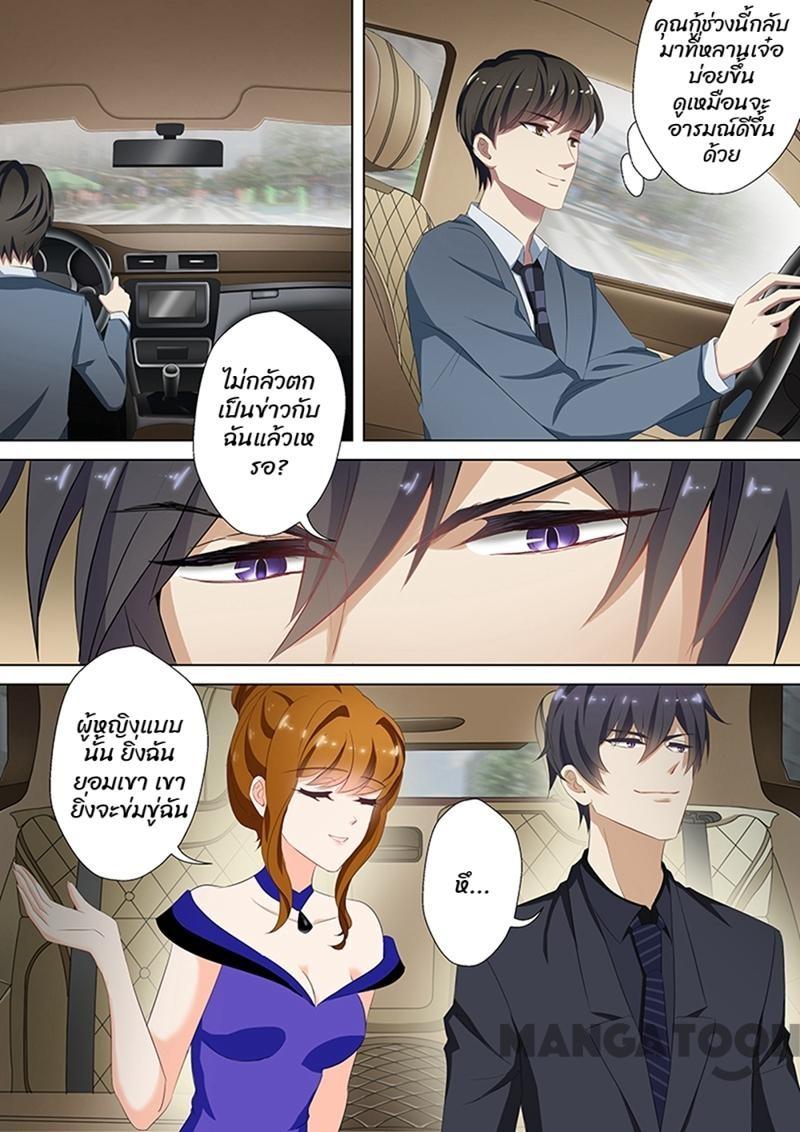 คุณกู้ช่วงนี้กลับ
มาที่หลานเจ๋อ
บ่อยขึ้น
ดูเหมือนจะ
อารมณ์ดีขึ้น
ด้วย
ไม่กลัวตก
เป็นข่าวกับ
ฉันแล้วเห
รอ?
ผู้หญิงแบบ
นั้น ยิ่งฉัน
ยอมเขา เขา
ยิ่งจะข่มขู่ฉัน
หึ...
MANGATOON